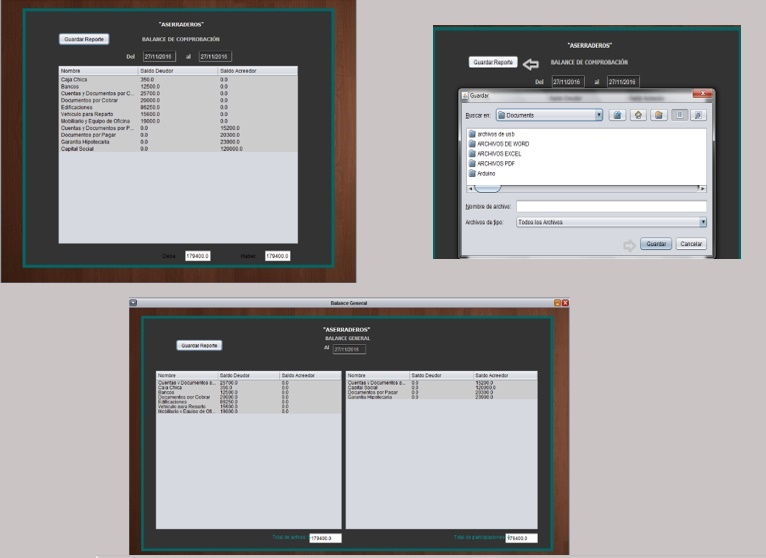 "ASERRADEROS"
Guardar Reporte
BALANCE DE COMPROBACIÓN
Del 27/11/2016 al 27/11/2016
Nombre Saldo Deudor Saldo Acreedor
Caja Chica 350.0 0.0
Bancos 12500.0 0.0
Cuentas y Documentos por C... 25700.0 0.0
Documentos por Cobrar 20000.0 0.0
Edificaciones 86250.0 0.0
Vehiculo para Reparto 15600.0 0.0
Mobiliario y Equipo de Oficina 19000.0 0.0
Cuentas y Documentos por P... 0.0 15200.0
Documentos por Pagar 0.0 20300.0
Garantia Hipotecaria 0.0 23900.0
Capital Social 0.0 120000.0
Debe 179400.0 Haber 179400.0
"ASERRADEROS"
Guardar Reporte
BALANCE DE COMPROBACIÓN
Del 27/11/2016 al 27/11/2016
Guardar
Buscar en: Documents
archivos de usb
ARCHIVOS DE WORD
ARCHIVOS EXCEL
ARCHIVOS PDF
Arduino
Nombre de archivo:
Archivos de tipo: Todos los Archivos
Guardar Cancelar
Balance General
"ASERRADEROS"
BALANCE GENERAL
Guardar Reporte
Al 27/11/2016
Nombre Saldo Deudor Saldo Acreedor
Cuentas y Documentos p... 25700.0 0.0
Caja Chica 350.0 0.0
Bancos 12500.0 0.0
Documentos por Cobrar 20000.0 0.0
Edificaciones 86250.0 0.0
Vehiculo para Reparto 15600.0 0.0
Mobiliario y Equipo de Ofi... 19000.0 0.0
Total de activos 179400.0
Nombre Saldo Deudor Saldo Acreedor
Cuentas y Documentos p... 0.0 15200.0
Capital Social 0.0 120000.0
Documentos por Pagar 0.0 20300.0
Garantia Hipotecaria 0.0 23900.0
Total de participaciones 179400.0